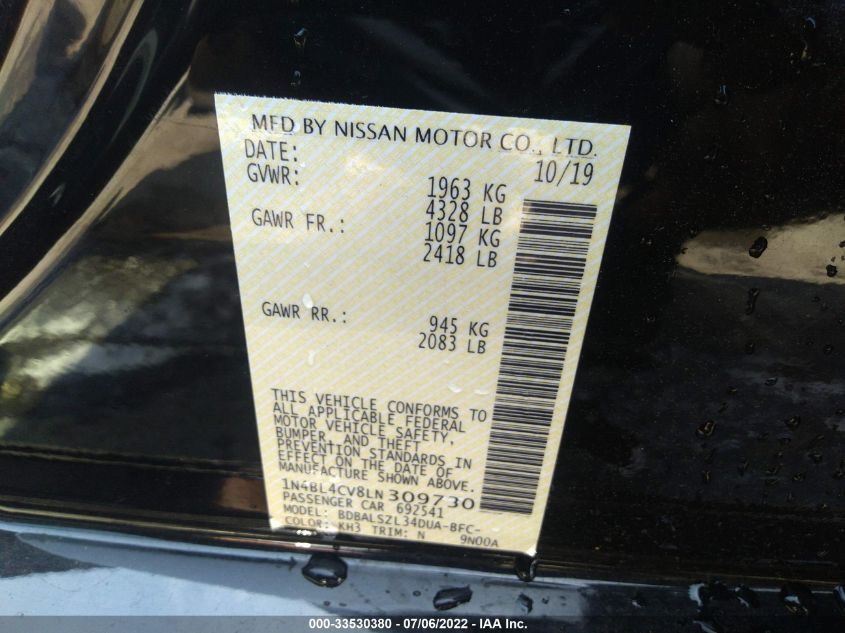 MFD BY NISSAN MOTOR CO., LTD.
DATE: 10/19
GVWR: 1963 KG
4328 LB
GAWR FR.: 1097 KG
2418 LB
GAWR RR.: 945 KG
2083 LB
THIS VEHICLE CONFORMS TO
ALL APPLICABLE FEDERAL
MOTOR VEHICLE SAFETY,
BUMPER, AND THEFT
PREVENTION STANDARDS IN
EFFECT ON THE DATE OF
MANUFACTURE SHOWN ABOVE.
1N4BL4CV8LN309730
PASSENGER CAR 692541
MODEL: BDBALSZL34DUA-BFC-
COLOR: KH3 TRIM: N 9N00A
000-33530380 - 07/06/2022 - IAA Inc.